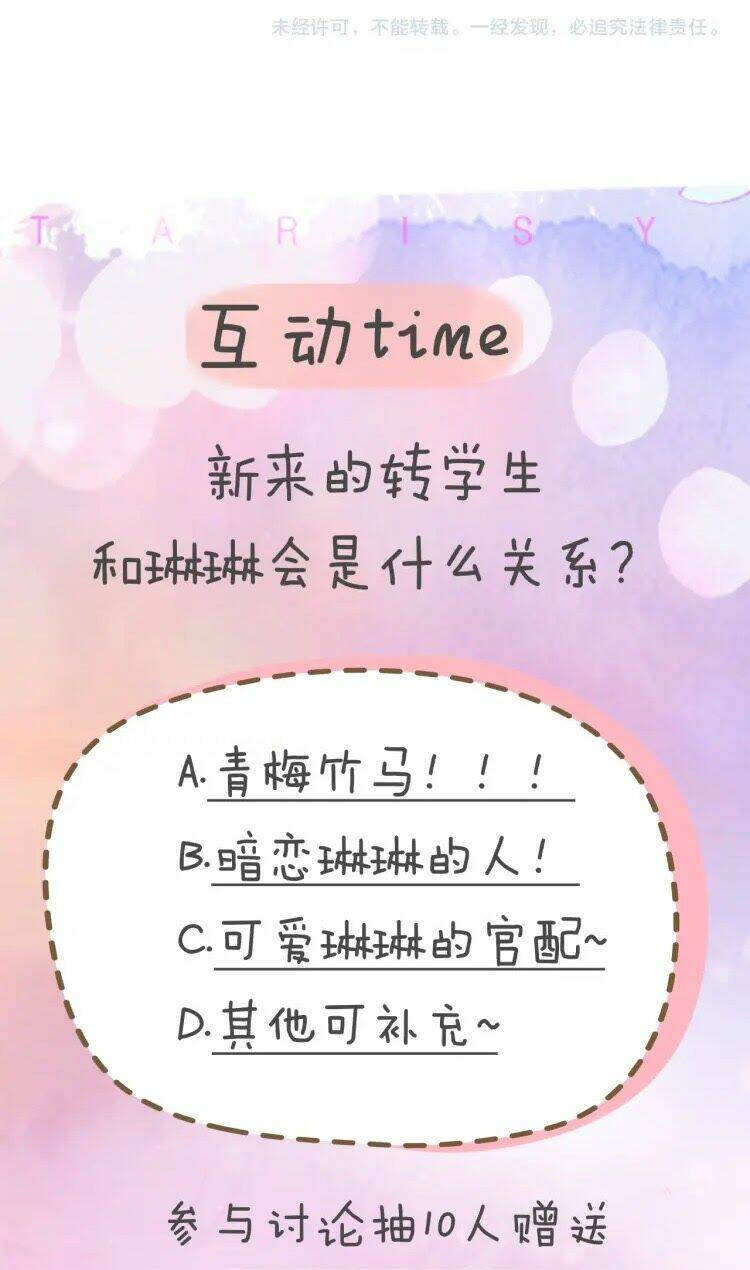 未经许可，不能转载。一经发现，必追究法律责任。
TARISY
互动time
新来的转学生
和琳琳会是什么关系？
A.青梅竹马！！！
B.暗恋琳琳的人！
C.可爱琳琳的官配~
D.其他可补充~
参与讨论抽10人赠送